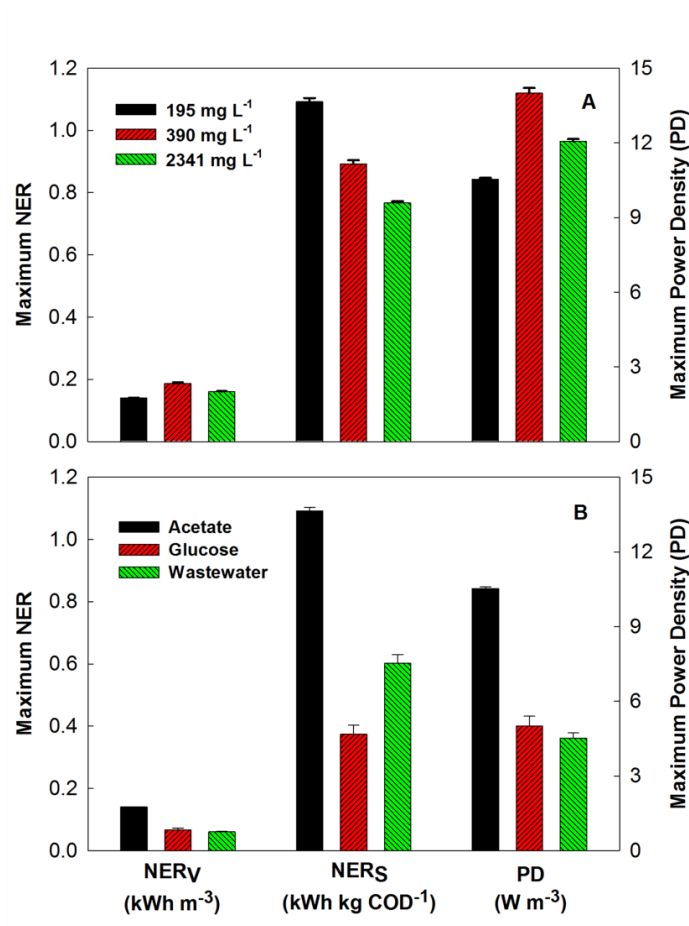 1.2
1.0
0.8
0.6
0.4
0.2
0.0
Maximum NER
195 mg L-1
390 mg L-1
2341 mg L-1
A
15
12
9
6
3
0
Maximum Power Density (PD)
1.2
1.0
0.8
0.6
0.4
0.2
0.0
Maximum NER
Acetate
Glucose
Wastewater
B
15
12
9
6
3
0
Maximum Power Density (PD)
NERV NERS PD
(kWh m-3) (kWh kg COD-1) (W m-3)